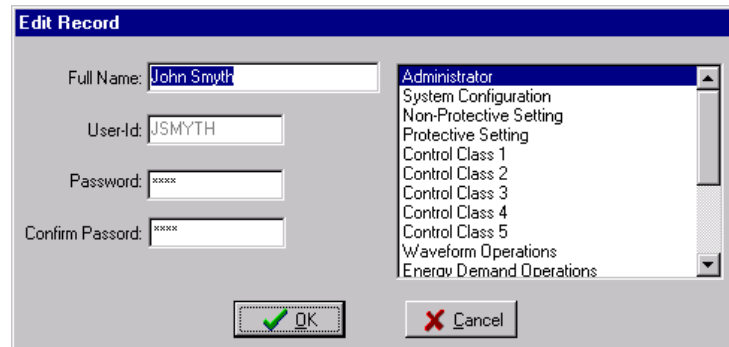 Edit Record
Full Name: John Smyth
User-Id: JSMYTH
Password: ****
Confirm Passord: ****
Administrator
System Configuration
Non-Protective Setting
Protective Setting
Control Class 1
Control Class 2
Control Class 3
Control Class 4
Control Class 5
Waveform Operations
Energy Demand Operations
OK
Cancel